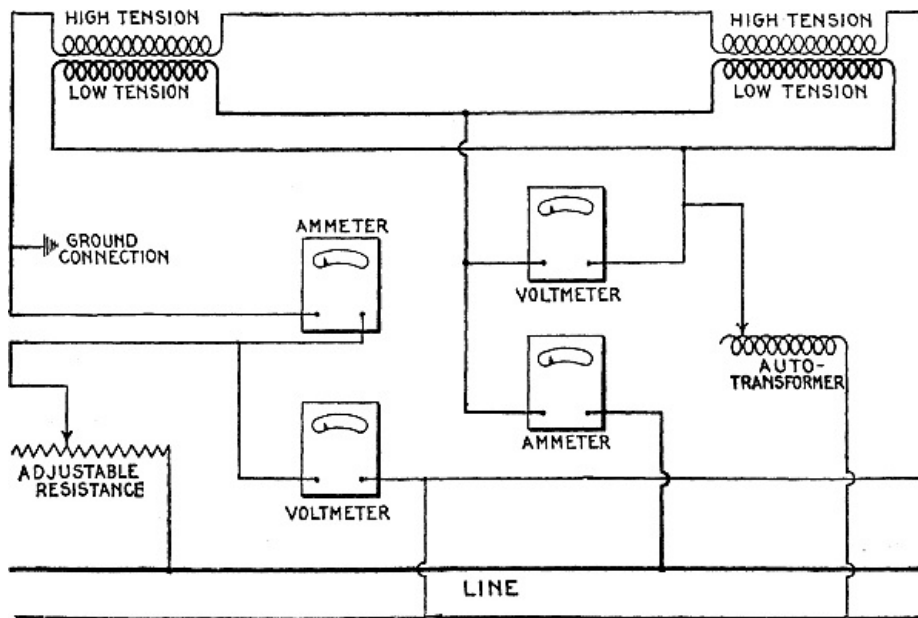 HIGH TENSION
LOW TENSION
HIGH TENSION
LOW TENSION
GROUND
CONNECTION
AMMETER
VOLTMETER
AUTO-
TRANSFORMER
AMMETER
ADJUSTABLE
RESISTANCE
VOLTMETER
LINE